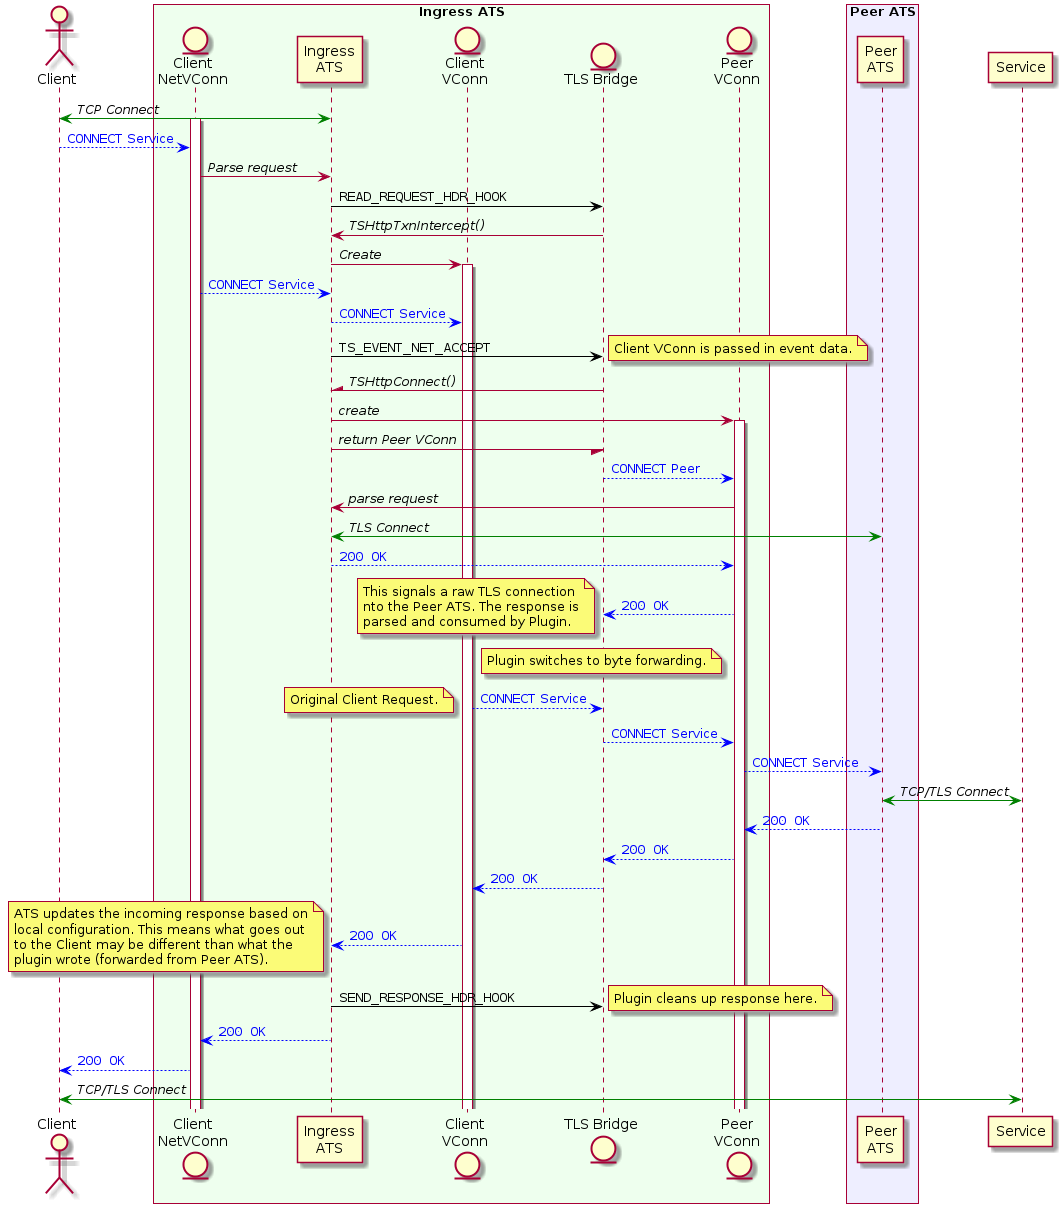 Ingress ATS
Peer ATS
Client
Client
NetVConn
Ingress
ATS
Client
VConn
TLS Bridge
Peer
VConn
Peer
ATS
Service
TCP Connect
CONNECT Service
Parse request
READ_REQUEST_HDR_HOOK
TSHttpTxnIntercept()
Create
CONNECT Service
CONNECT Service
TS_EVENT_NET_ACCEPT
Client VConn is passed in event data.
TSHttpConnect()
create
return Peer VConn
CONNECT Peer
parse request
TLS Connect
200 OK
This signals a raw TLS connection
nto the Peer ATS. The response is
parsed and consumed by Plugin.
200 OK
Plugin switches to byte forwarding.
Original Client Request.
CONNECT Service
CONNECT Service
CONNECT Service
TCP/TLS Connect
200 OK
200 OK
200 OK
ATS updates the incoming response based on
local configuration. This means what goes out
to the Client may be different than what the
plugin wrote (forwarded from Peer ATS).
200 OK
SEND_RESPONSE_HDR_HOOK
Plugin cleans up response here.
200 OK
200 OK
TCP/TLS Connect
Client
Client
NetVConn
Ingress
ATS
Client
VConn
TLS Bridge
Peer
VConn
Peer
ATS
Service